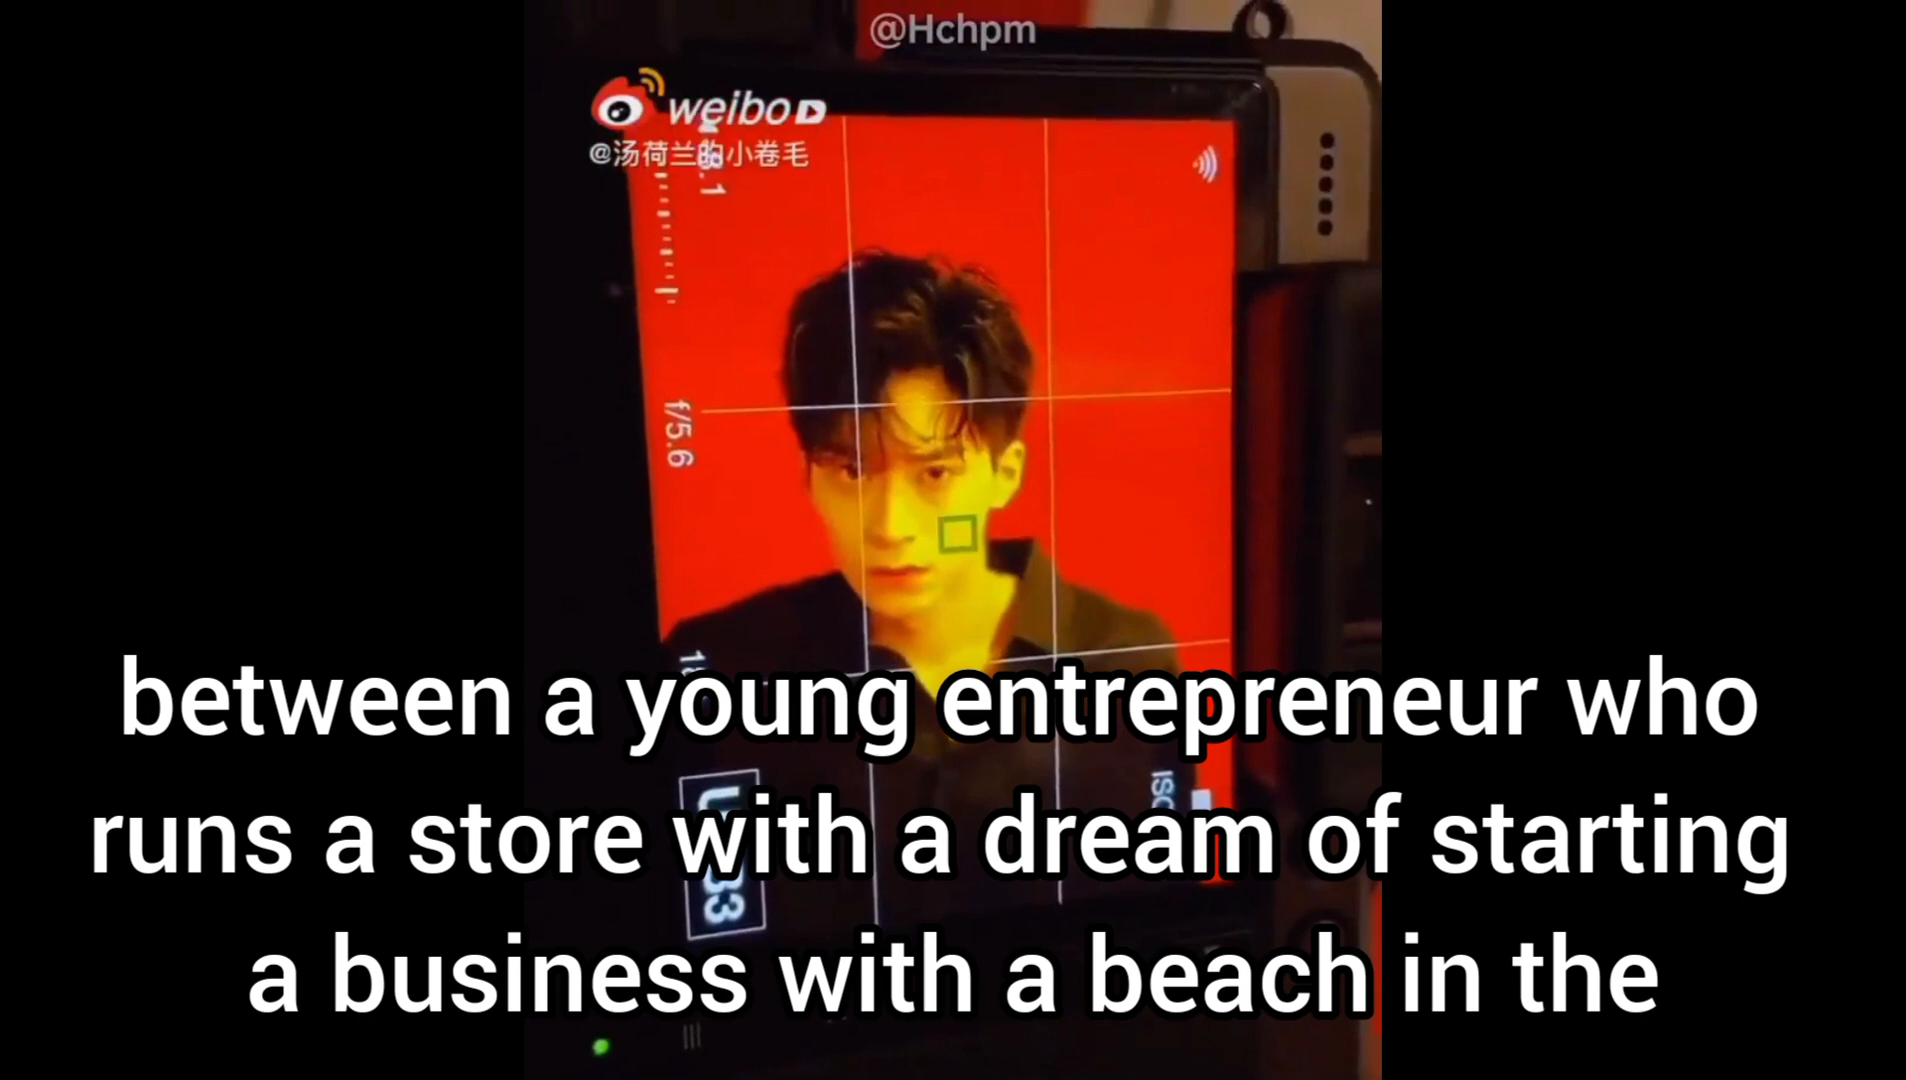 @Hchpm
weibo
@汤荷兰的小卷毛
f/5.6
between a young entrepreneur who
runs a store with a dream of starting
a business with a beach in the